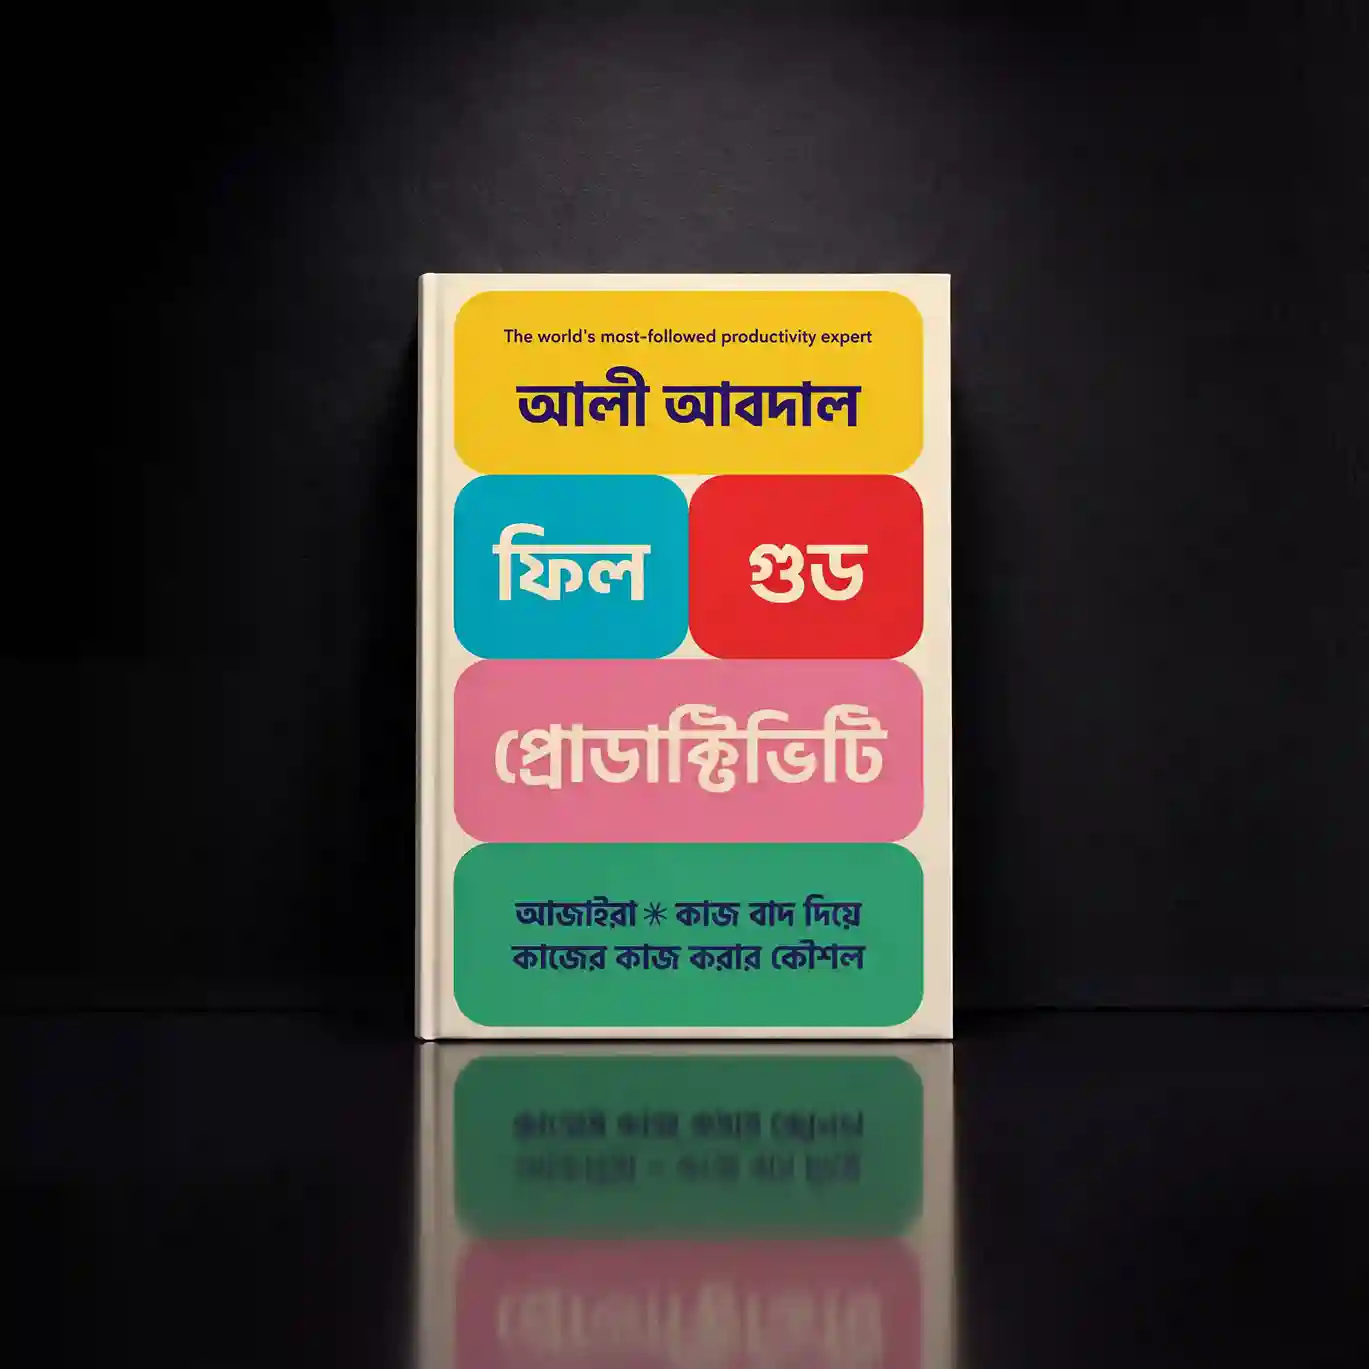 The world's most-followed productivity expert
আলী আবদাল
ফিল গুড
প্রোডাক্টিভিটি
আজাইরা * কাজ বাদ দিয়ে
কাজের কাজ করার কৌশল